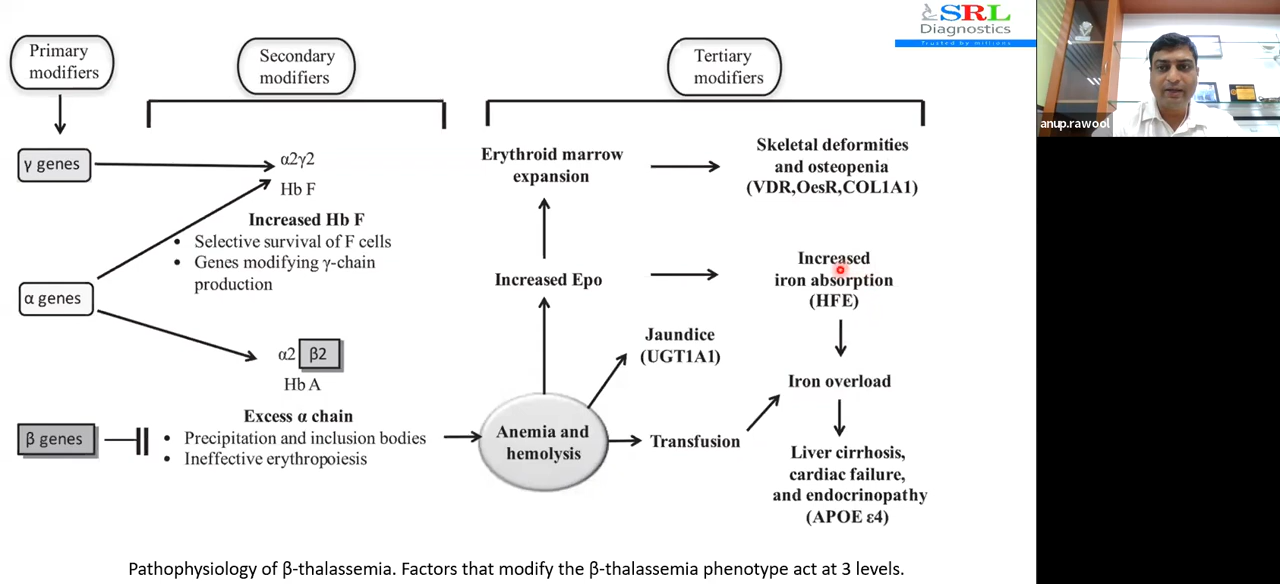 SRL
Diagnostics
Trusted by millions
anup.rawool
Primary
modifiers
Secondary
modifiers
Tertiary
modifiers
γ genes
α2γ2
Hb F
Increased Hb F
• Selective survival of F cells
• Genes modifying γ-chain
production
α genes
α2 β2
Hb A
β genes
Excess α chain
• Precipitation and inclusion bodies
• Ineffective erythropoiesis
Anemia and
hemolysis
Erythroid marrow
expansion
Skeletal deformities
and osteopenia
(VDR,OesR,COL1A1)
Increased Epo
Increased
iron absorption
(HFE)
Jaundice
(UGT1A1)
Iron overload
Transfusion
Liver cirrhosis,
cardiac failure,
and endocrinopathy
(APOE ε4)
Pathophysiology of β-thalassemia. Factors that modify the β-thalassemia phenotype act at 3 levels.